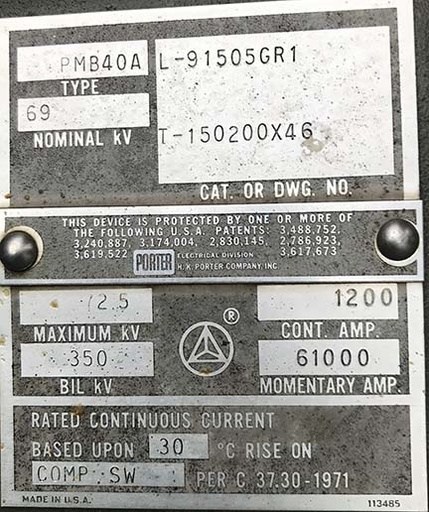 PMB40A L-91505GR1
TYPE
69
NOMINAL kV T-150200X46
CAT. OR DWG. NO.
THIS DEVICE IS PROTECTED BY ONE OR MORE OF
THE FOLLOWING U.S.A. PATENTS: 3,488,752,
3,240,887, 3,174,004, 2,830,145, 2,786,923,
3,619,522 3,617,673
PORTER ELECTRICAL DIVISION
H.K. PORTER COMPANY, INC.
1200
MAXIMUM kV ® CONT. AMP.
350 61000
BIL kV MOMENTARY AMP.
RATED CONTINUOUS CURRENT
BASED UPON 30 °C RISE ON
COMP SW PER C 37.30-1971
MADE IN U.S.A. 113485